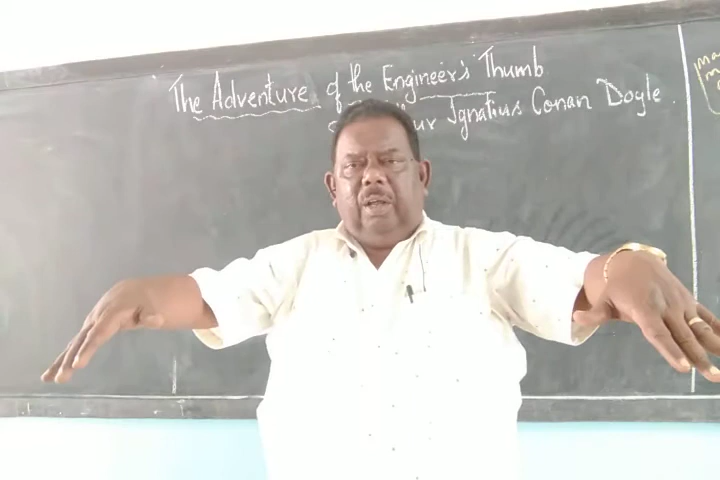 The Adventure of the Engineer's Thumb
Ignatius Conan Doyle.